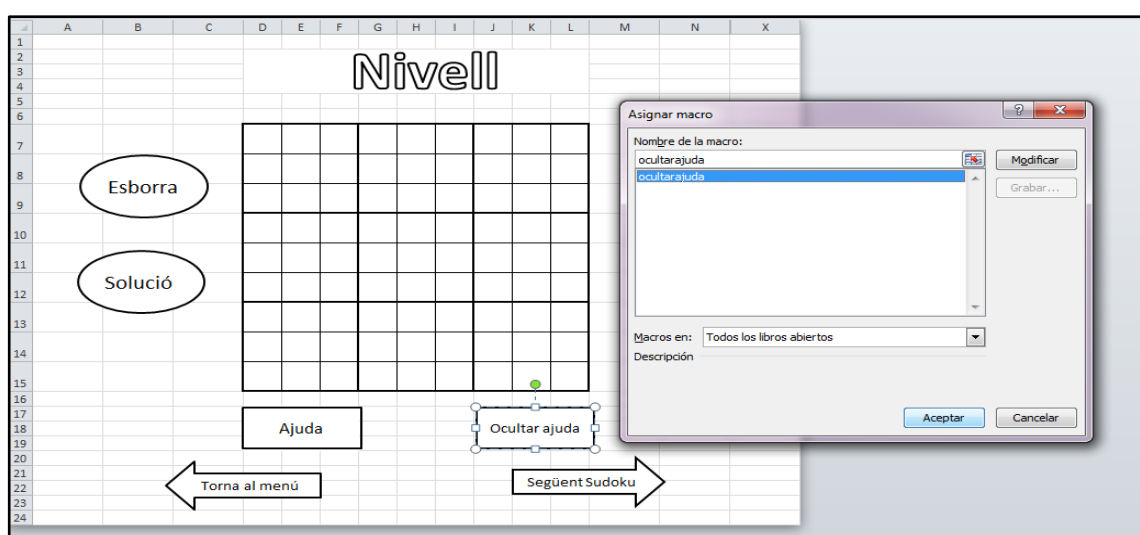 A B C D E F G H I J K L M N X
1
2
3
4
5
6
7
8
9
10
11
12
13
14
15
16
17
18
19
20
21
22
23
24
Nivell
Esborra
Solució
Ajuda
Ocultar ajuda
Torna al menú
Següent Sudoku
Asignar macro
Nombre de la macro:
ocultarajuda
ocultarajuda
Modificar
Grabar...
Macros en: Todos los libros abiertos
Descripción
Aceptar Cancelar